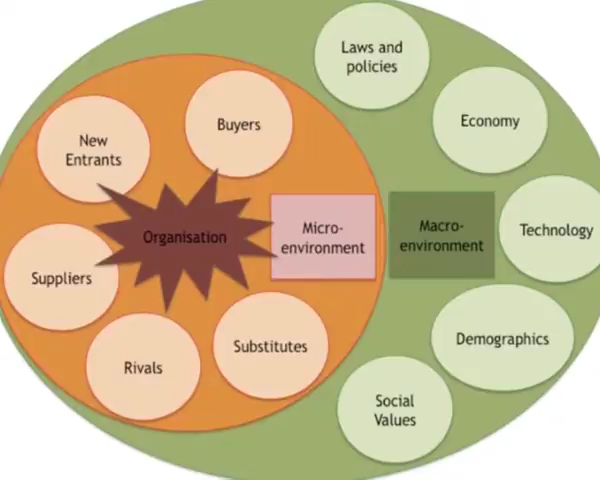 Laws and
policies
Buyers
Economy
New
Entrants
Organisation
Micro-
environment
Macro-
environment
Technology
Suppliers
Demographics
Substitutes
Rivals
Social
Values